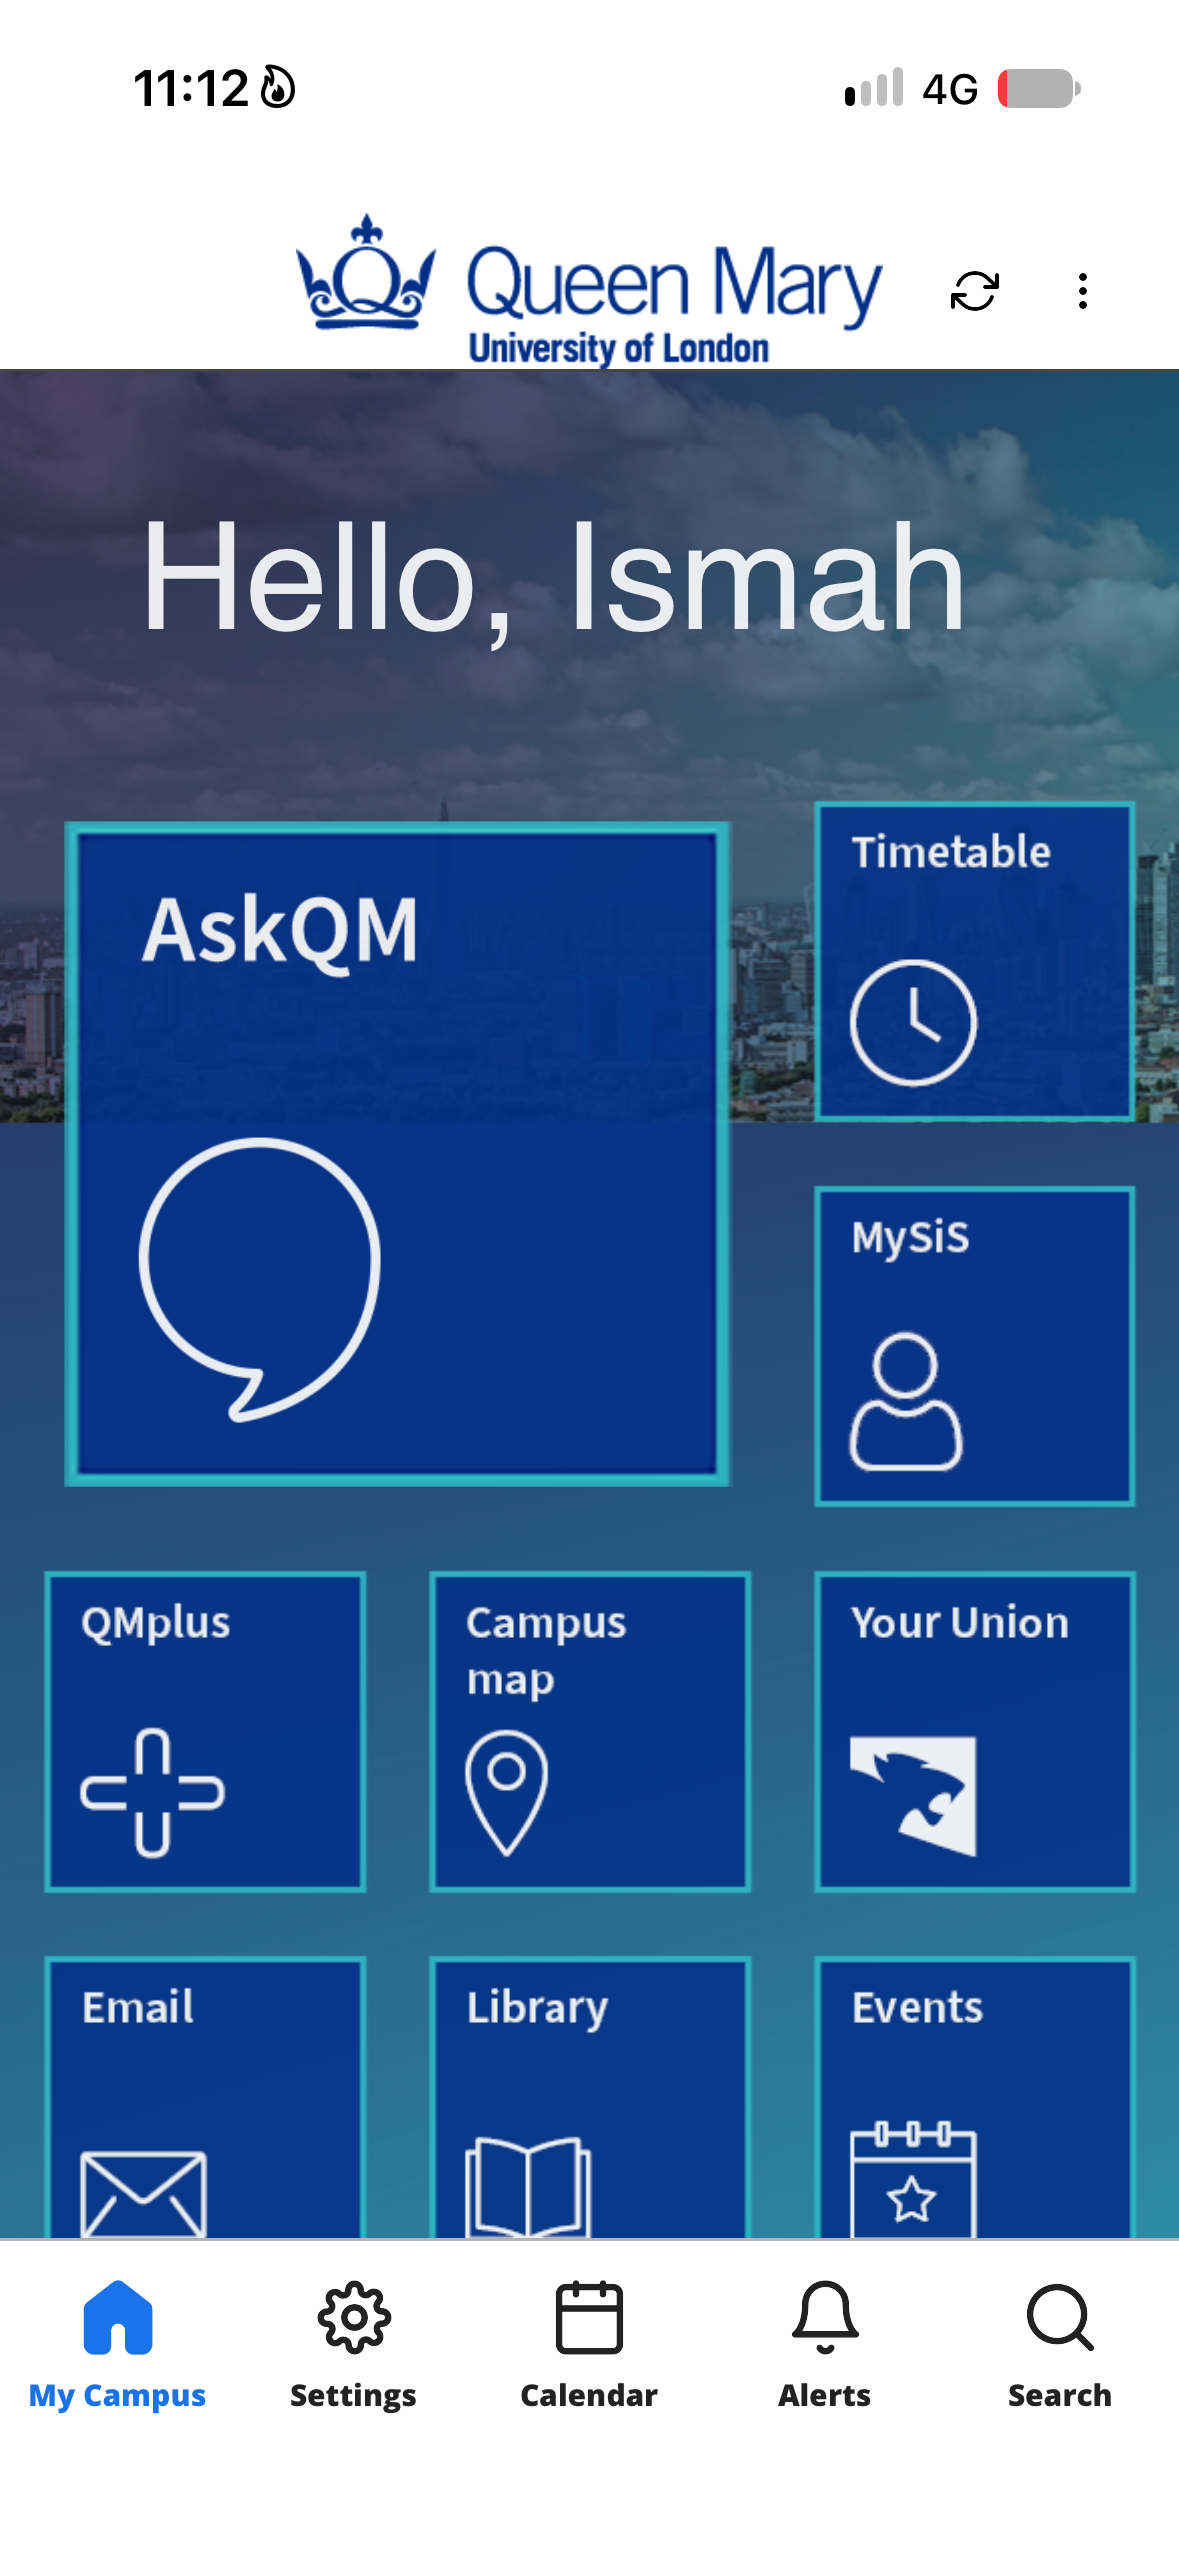 11:12
4G
Queen Mary
University of London
Hello, Ismah
AskQM
Timetable
MySiS
QMplus
Campus
map
Your Union
Email
Library
Events
My Campus
Settings
Calendar
Alerts
Search